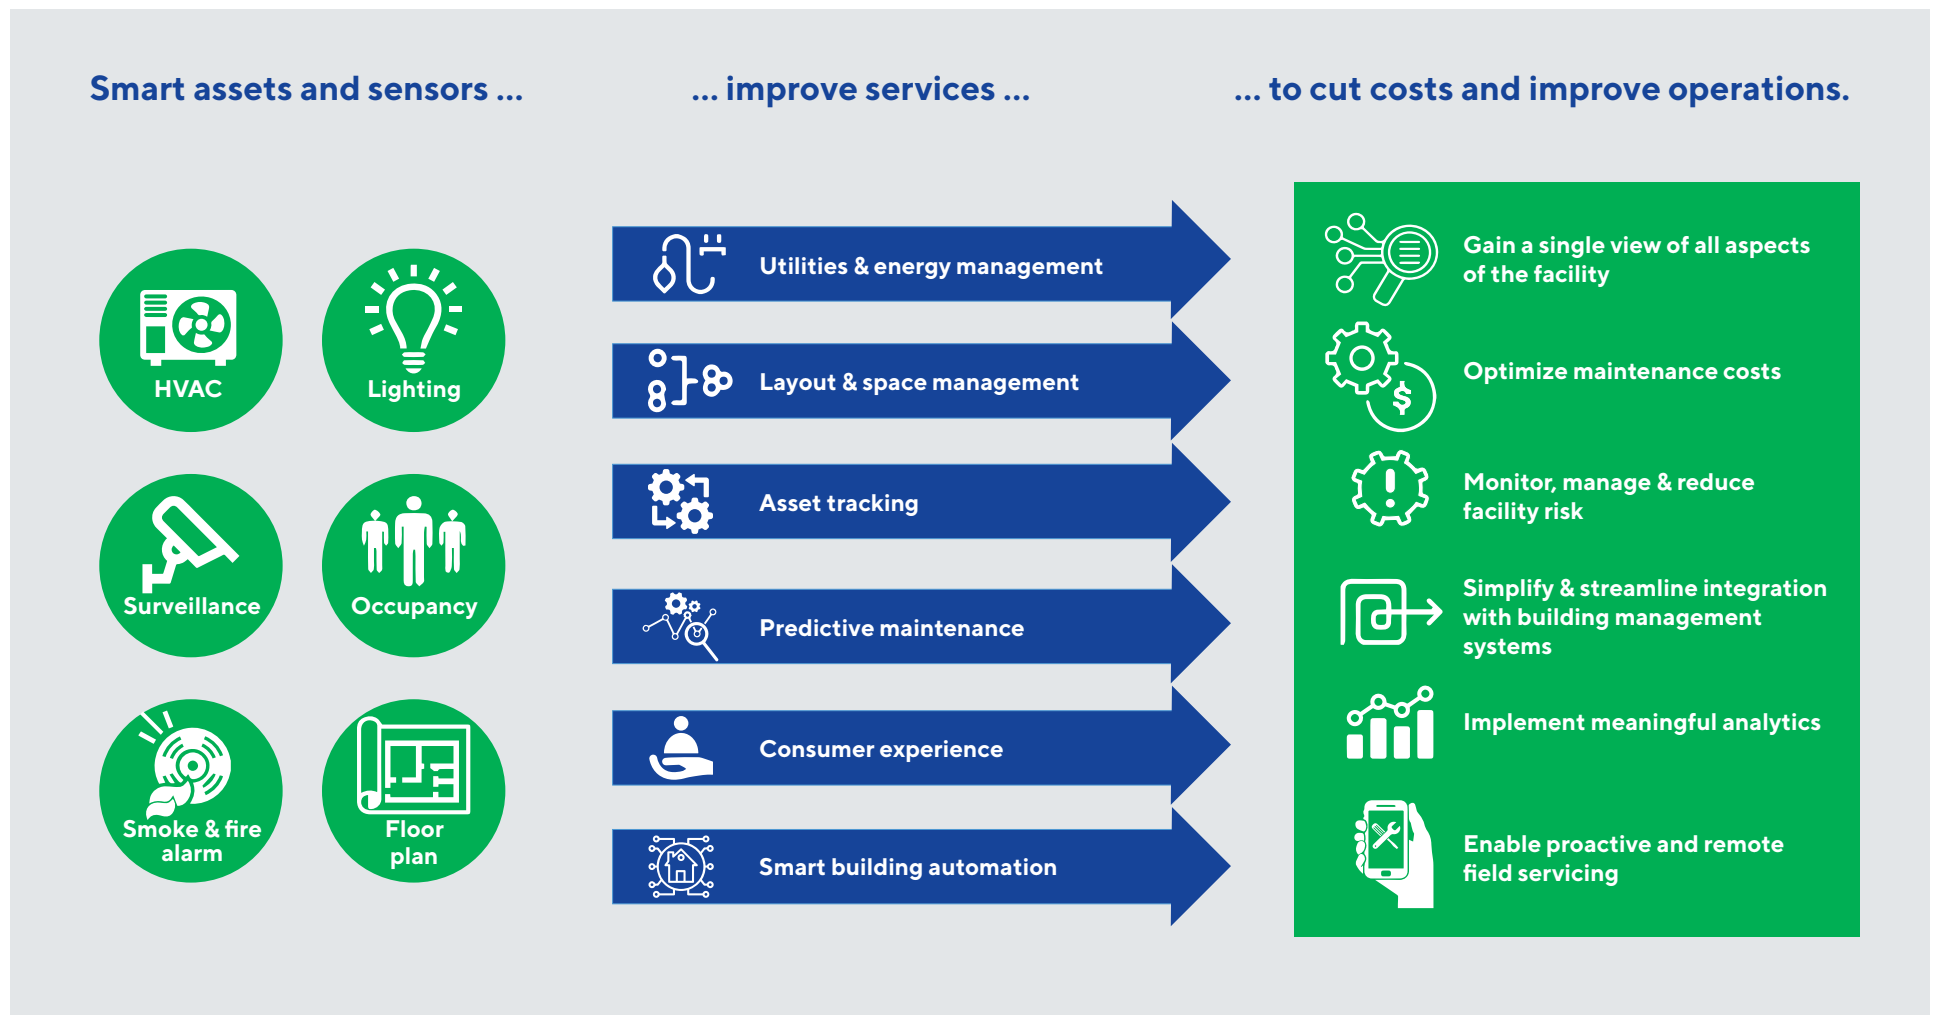 Smart assets and sensors ...
... improve services ...
... to cut costs and improve operations.
HVAC
Lighting
Surveillance
Occupancy
Smoke & fire
alarm
Floor
plan
Utilities & energy management
Layout & space management
Asset tracking
Predictive maintenance
Consumer experience
Smart building automation
Gain a single view of all aspects
of the facility
$
Optimize maintenance costs
Monitor, manage & reduce
facility risk
Simplify & streamline integration
with building management
systems
Implement meaningful analytics
Enable proactive and remote
field servicing